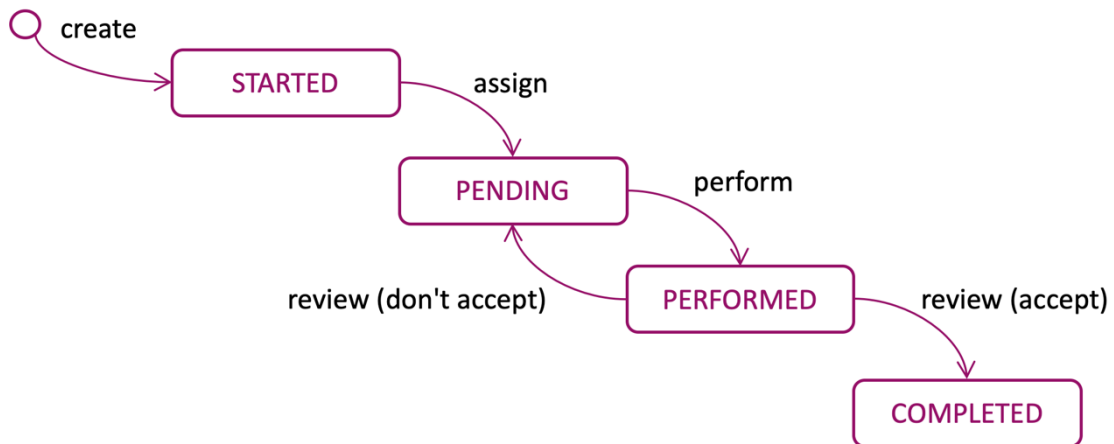 create
STARTED
assign
PENDING
perform
review (don't accept)
PERFORMED
review (accept)
COMPLETED